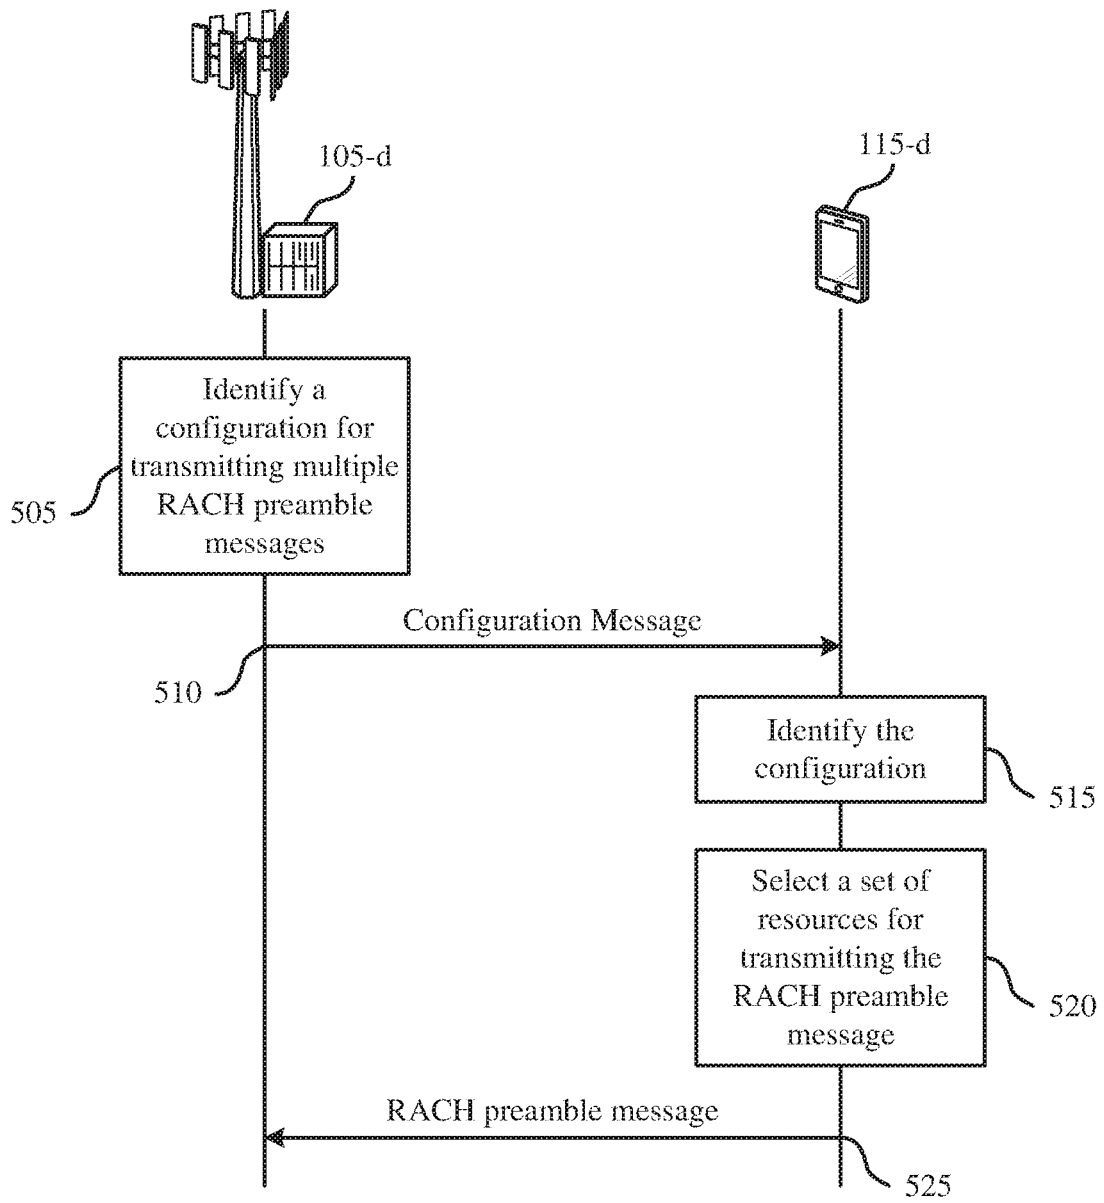 105-d
115-d
Identify a
configuration for
transmitting multiple
RACH preamble
messages
505
Configuration Message
510
Identify the
configuration
515
Select a set of
resources for
transmitting the
RACH preamble
message
520
RACH preamble message
525